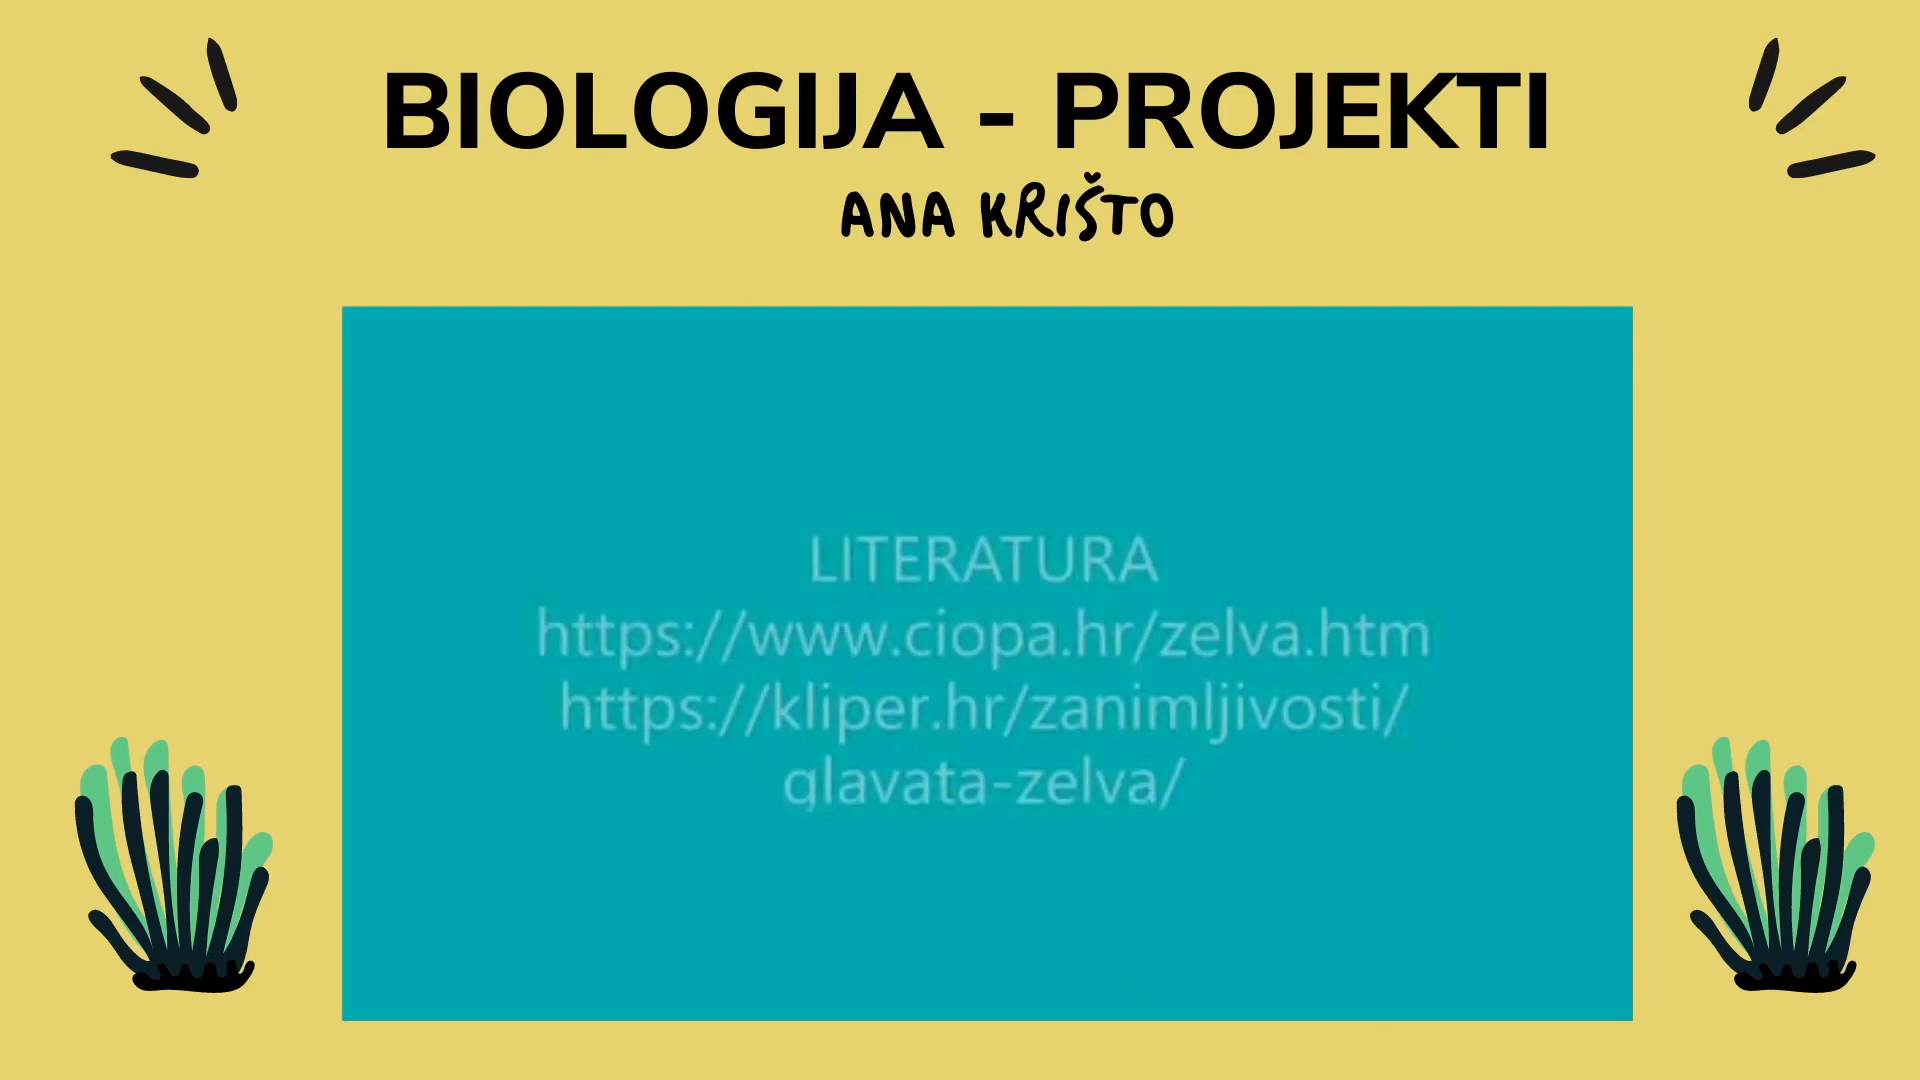 BIOLOGIJA - PROJEKTI
ANA KRIŠTO
LITERATURA
https://www.ciopa.hr/zelva.htm
https://kliper.hr/zanimljivosti/
glavata-zelva/